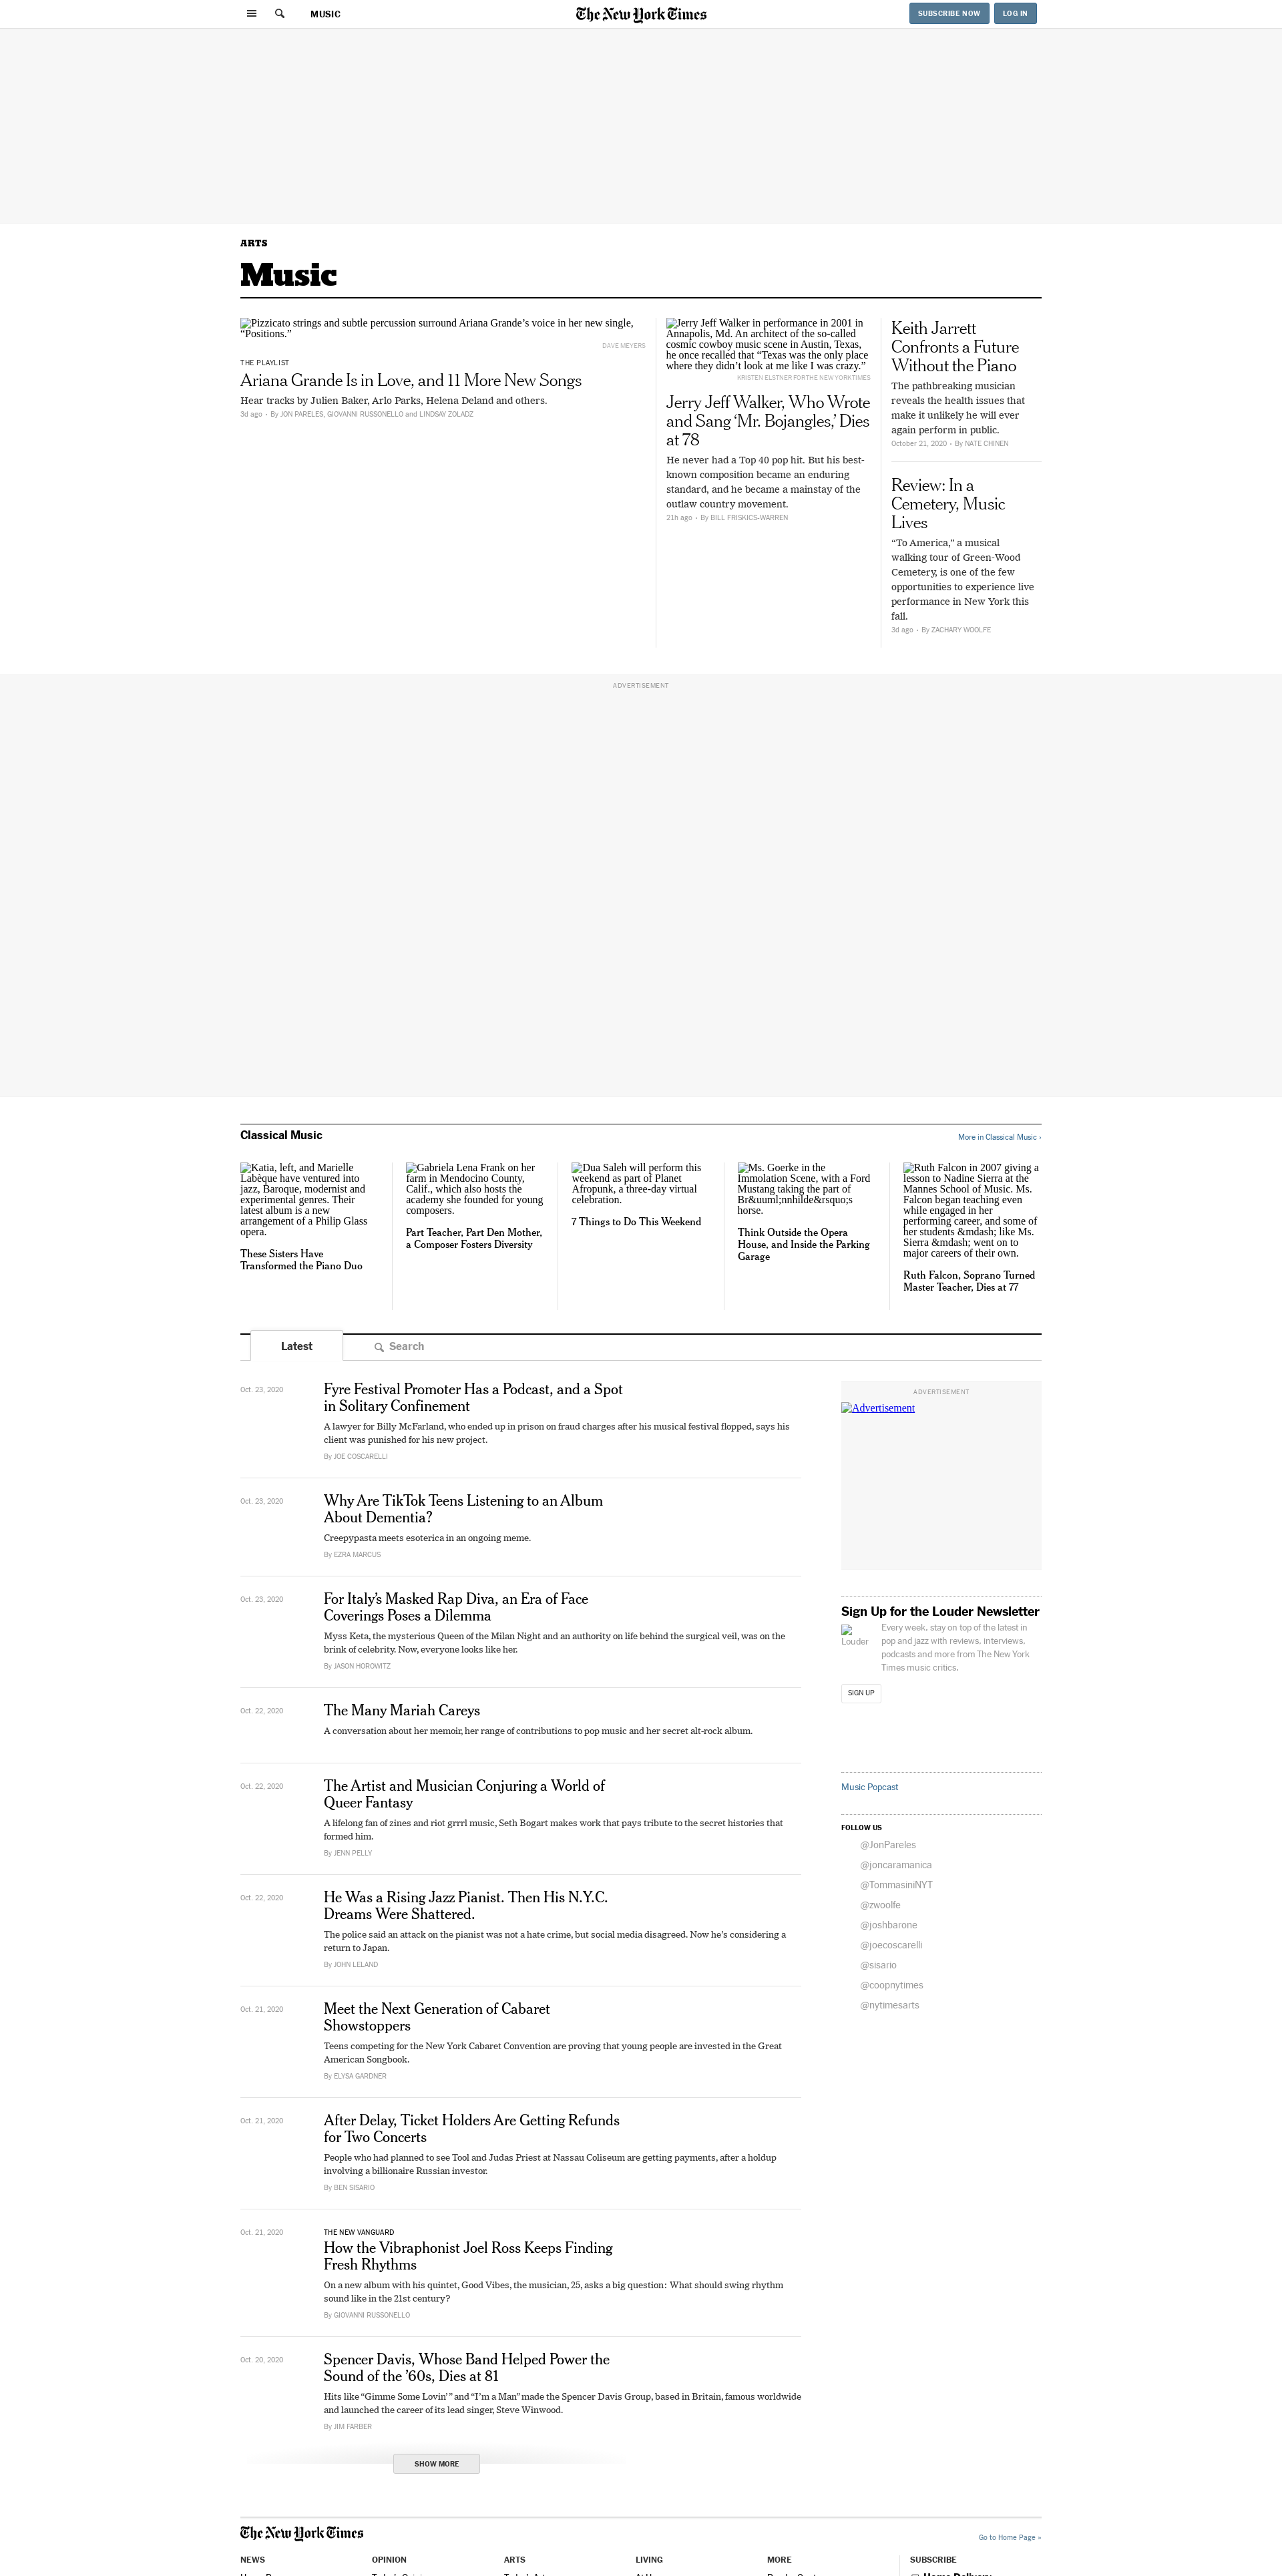 MUSIC
The New York Times
SUBSCRIBE NOW
LOG IN
ARTS
Music
Pizzicato strings and subtle percussion surround Ariana Grande’s voice in her new single,
“Positions.”
DAVE MEYERS
THE PLAYLIST
Ariana Grande Is in Love, and 11 More New Songs
Hear tracks by Julien Baker, Arlo Parks, Helena Deland and others.
3d ago • By JON PARELES, GIOVANNI RUSSONELLO and LINDSAY ZOLADZ
Jerry Jeff Walker in performance in 2001 in
Annapolis, Md. An architect of the so-called
cosmic cowboy music scene in Austin, Texas,
he once recalled that “Texas was the only place
where they didn’t look at me like I was crazy.”
KRISTEN ELSTNER FOR THE NEW YORK TIMES
Jerry Jeff Walker, Who Wrote
and Sang ‘Mr. Bojangles,’ Dies
at 78
He never had a Top 40 pop hit. But his best-
known composition became an enduring
standard, and he became a mainstay of the
outlaw country movement.
21h ago • By BILL FRISKICS-WARREN
Keith Jarrett
Confronts a Future
Without the Piano
The pathbreaking musician
reveals the health issues that
make it unlikely he will ever
again perform in public.
October 21, 2020 • By NATE CHINEN
Review: In a
Cemetery, Music
Lives
“To America,” a musical
walking tour of Green-Wood
Cemetery, is one of the few
opportunities to experience live
performance in New York this
fall.
3d ago • By ZACHARY WOOLFE
ADVERTISEMENT
Classical Music
More in Classical Music ›
Katia, left, and Marielle
Labèque have ventured into
jazz, Baroque, modernist and
experimental genres. Their
latest album is a new
arrangement of a Philip Glass
opera.
These Sisters Have
Transformed the Piano Duo
Gabriela Lena Frank on her
farm in Mendocino County,
Calif., which also hosts the
academy she founded for young
composers.
Part Teacher, Part Den Mother,
a Composer Fosters Diversity
Dua Saleh will perform this
weekend as part of Planet
Afropunk, a three-day virtual
celebration.
7 Things to Do This Weekend
Ms. Goerke in the
Immolation Scene, with a Ford
Mustang taking the part of
Br&uuml;nnhilde&rsquo;s
horse.
Think Outside the Opera
House, and Inside the Parking
Garage
Ruth Falcon in 2007 giving a
lesson to Nadine Sierra at the
Mannes School of Music. Ms.
Falcon began teaching even
while engaged in her
performing career, and some of
her students &mdash; like Ms.
Sierra &mdash; went on to
major careers of their own.
Ruth Falcon, Soprano Turned
Master Teacher, Dies at 77
Latest
Search
Oct. 23, 2020
Fyre Festival Promoter Has a Podcast, and a Spot
in Solitary Confinement
A lawyer for Billy McFarland, who ended up in prison on fraud charges after his musical festival flopped, says his
client was punished for his new project.
By JOE COSCARELLI
Oct. 23, 2020
Why Are TikTok Teens Listening to an Album
About Dementia?
Creepypasta meets esoterica in an ongoing meme.
By EZRA MARCUS
Oct. 23, 2020
For Italy’s Masked Rap Diva, an Era of Face
Coverings Poses a Dilemma
Myss Keta, the mysterious Queen of the Milan Night and an authority on life behind the surgical veil, was on the
brink of celebrity. Now, everyone looks like her.
By JASON HOROWITZ
Oct. 22, 2020
The Many Mariah Careys
A conversation about her memoir, her range of contributions to pop music and her secret alt-rock album.
Oct. 22, 2020
The Artist and Musician Conjuring a World of
Queer Fantasy
A lifelong fan of zines and riot grrrl music, Seth Bogart makes work that pays tribute to the secret histories that
formed him.
By JENN PELLY
Oct. 22, 2020
He Was a Rising Jazz Pianist. Then His N.Y.C.
Dreams Were Shattered.
The police said an attack on the pianist was not a hate crime, but social media disagreed. Now he’s considering a
return to Japan.
By JOHN LELAND
Oct. 21, 2020
Meet the Next Generation of Cabaret
Showstoppers
Teens competing for the New York Cabaret Convention are proving that young people are invested in the Great
American Songbook.
By ELYSA GARDNER
Oct. 21, 2020
After Delay, Ticket Holders Are Getting Refunds
for Two Concerts
People who had planned to see Tool and Judas Priest at Nassau Coliseum are getting payments, after a holdup
involving a billionaire Russian investor.
By BEN SISARIO
Oct. 21, 2020
THE NEW VANGUARD
How the Vibraphonist Joel Ross Keeps Finding
Fresh Rhythms
On a new album with his quintet, Good Vibes, the musician, 25, asks a big question: What should swing rhythm
sound like in the 21st century?
By GIOVANNI RUSSONELLO
Oct. 20, 2020
Spencer Davis, Whose Band Helped Power the
Sound of the ’60s, Dies at 81
Hits like “Gimme Some Lovin’ ” and “I’m a Man” made the Spencer Davis Group, based in Britain, famous worldwide
and launched the career of its lead singer, Steve Winwood.
By JIM FARBER
SHOW MORE
ADVERTISEMENT
Advertisement
Sign Up for the Louder Newsletter
Louder
Every week, stay on top of the latest in
pop and jazz with reviews, interviews,
podcasts and more from The New York
Times music critics.
SIGN UP
Music Popcast
FOLLOW US
@JonPareles
@joncaramanica
@TommasiniNYT
@zwoolfe
@joshbarone
@joecoscarelli
@sisario
@coopnytimes
@nytimesarts
The New York Times
Go to Home Page »
NEWS
OPINION
ARTS
LIVING
MORE
SUBSCRIBE